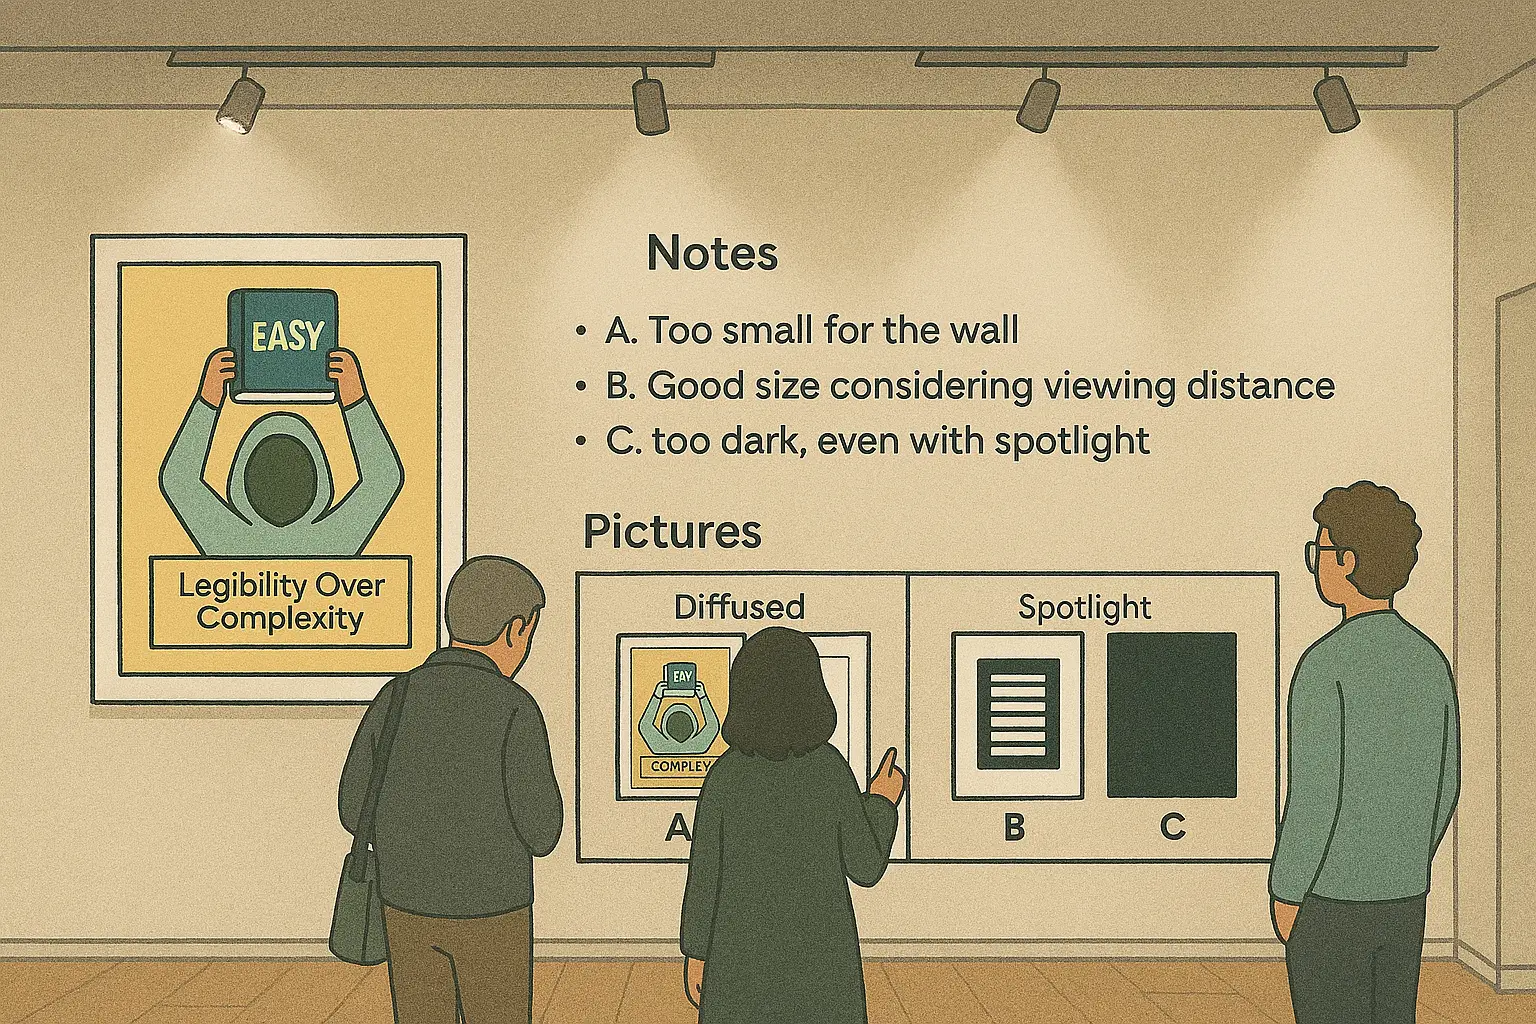 EASY
Legibility Over
Complexity
Notes
• A. Too small for the wall
• B. Good size considering viewing distance
• C. too dark, even with spotlight
Pictures
Diffused
Spotlight
EAY
COMPLEY
A
B
C